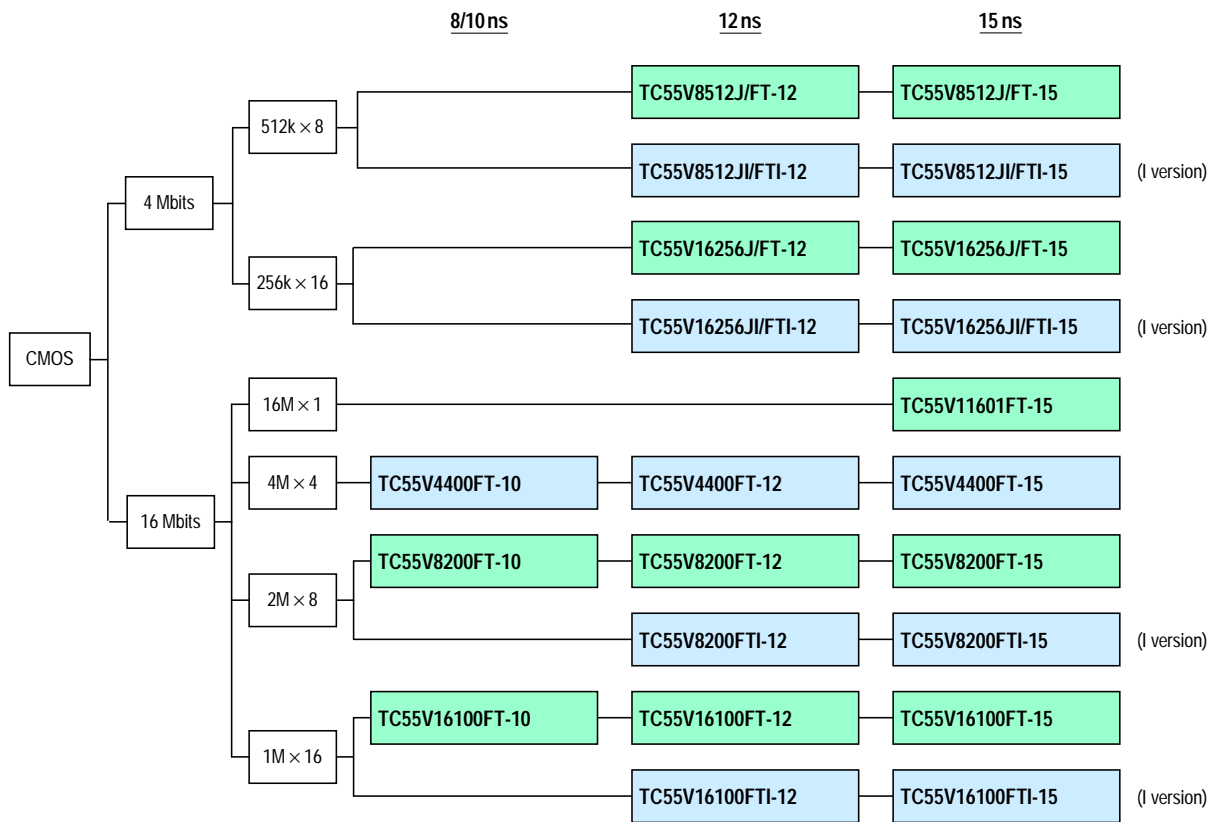 8/10 ns 12 ns 15 ns
TC55V8512J/FT-12 TC55V8512J/FT-15
512k × 8
TC55V8512JI/FTI-12 TC55V8512JI/FTI-15 (I version)
4 Mbits
TC55V16256J/FT-12 TC55V16256J/FT-15
256k × 16
TC55V16256JI/FTI-12 TC55V16256JI/FTI-15 (I version)
CMOS
16M × 1 TC55V11601FT-15
4M × 4 TC55V4400FT-10 TC55V4400FT-12 TC55V4400FT-15
16 Mbits
TC55V8200FT-10 TC55V8200FT-12 TC55V8200FT-15
2M × 8
TC55V8200FTI-12 TC55V8200FTI-15 (I version)
TC55V16100FT-10 TC55V16100FT-12 TC55V16100FT-15
1M × 16
TC55V16100FTI-12 TC55V16100FTI-15 (I version)